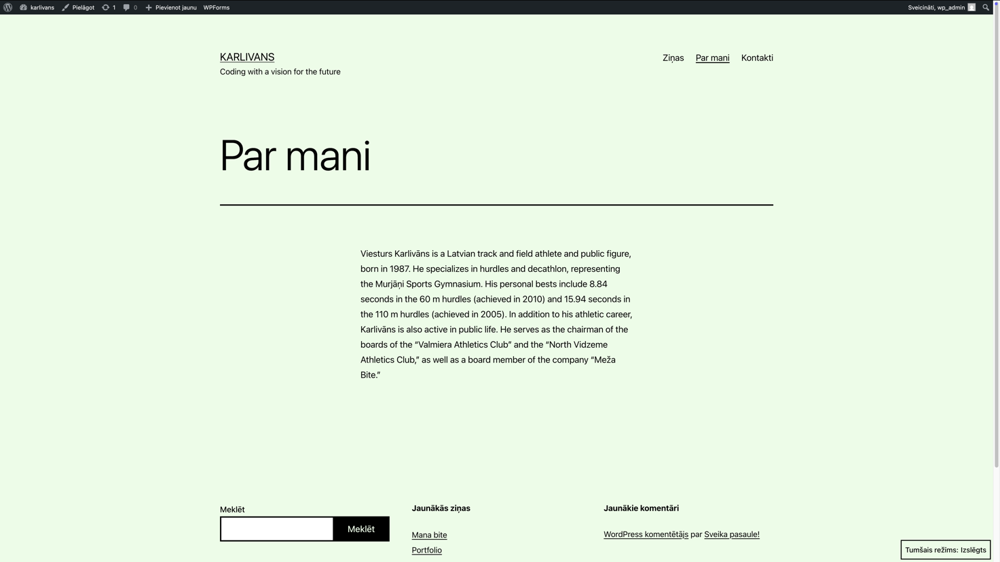 karlivans Pielāgot 1 0 Pievienot jaunu WPForms Sveicināti, wp_admin
KARLIVANS
Coding with a vision for the future
Ziņas Par mani Kontakti
Par mani
Viesturs Karlivāns is a Latvian track and field athlete and public figure,
born in 1987. He specializes in hurdles and decathlon, representing
the Murjāņi Sports Gymnasium. His personal bests include 8.84
seconds in the 60 m hurdles (achieved in 2010) and 15.94 seconds in
the 110 m hurdles (achieved in 2005). In addition to his athletic career,
Karlivāns is also active in public life. He serves as the chairman of the
boards of the “Valmiera Athletics Club” and the “North Vidzeme
Athletics Club,” as well as a board member of the company “Meža
Bite.”
Meklēt
Meklēt
Jaunākās ziņas
Mana bite
Portfolio
Jaunākie komentāri
WordPress komentētājs par Sveika pasaule!
Tumšais režīms: Izslēgts